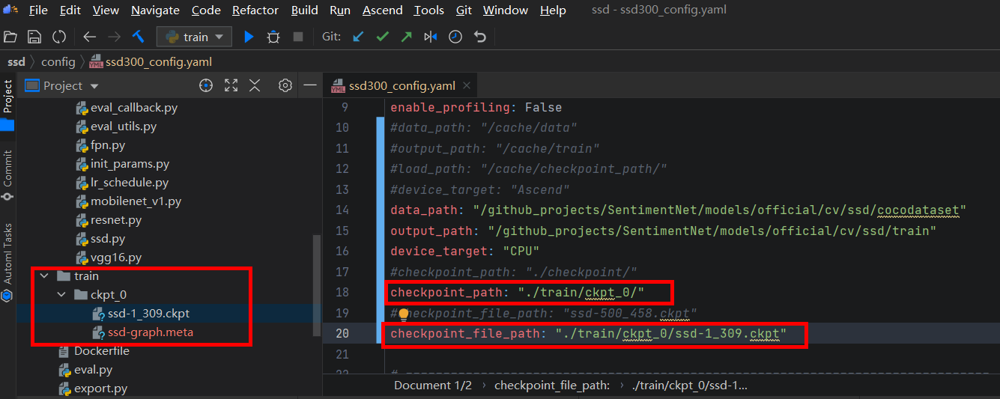 File Edit View Navigate Code Refactor Build Run Ascend Tools Git Window Help ssd - ssd300_config.yaml
train Git:
ssd config YML ssd300_config.yaml
Project
Commit
Automl Tasks
Project
eval_callback.py
eval_utils.py
fpn.py
init_params.py
lr_schedule.py
mobilenet_v1.py
resnet.py
ssd.py
vgg16.py
train
ckpt_0
ssd-1_309.ckpt
ssd-graph.meta
Dockerfile
eval.py
export.py
YML ssd300_config.yaml
9 enable_profiling: False
10 #data_path: "/cache/data"
11 #output_path: "/cache/train"
12 #load_path: "/cache/checkpoint_path/"
13 #device_target: "Ascend"
14 data_path: "/github_projects/SentimentNet/models/official/cv/ssd/cocodataset"
15 output_path: "/github_projects/SentimentNet/models/official/cv/ssd/train"
16 device_target: "CPU"
17 #checkpoint_path: "./checkpoint/"
18 checkpoint_path: "./train/ckpt_0/"
19 #heckpoint_file_path: "ssd-500_458.ckpt"
20 checkpoint_file_path: "./train/ckpt_0/ssd-1_309.ckpt"
21
Document 1/2 › checkpoint_file_path: › ./train/ckpt_0/ssd-1...